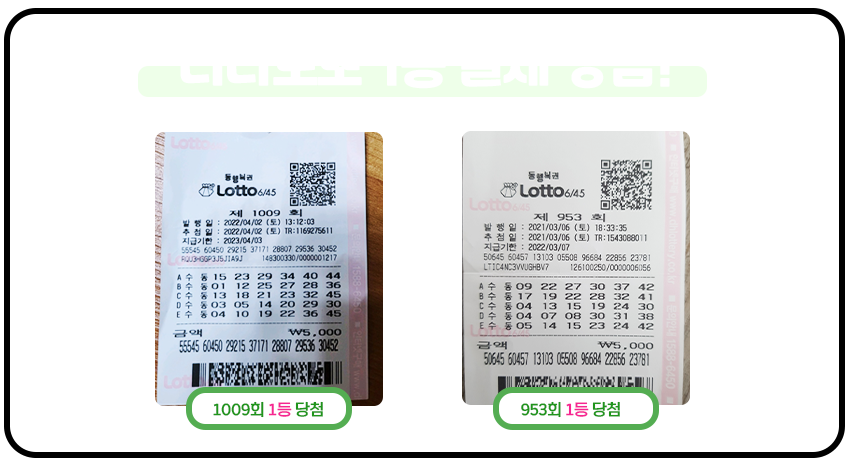 1등 실제 당첨!
동행복권
Lotto 6/45
제 1009 회
발 행 일 : 2022/04/02 (토) 13:12:03
추 첨 일 : 2022/04/02 (토) TR:1169275611
지급기한 : 2023/04/03
55545 60450 29215 37171 28807 29536 30452
RQU3HGGP3J5JIA9J 148300330/0000001217
A 수 동 15 23 29 34 40 44
B 수 동 01 12 25 27 28 36
C 수 동 13 18 21 23 32 45
D 수 동 03 05 14 20 29 30
E 수 동 04 10 19 22 36 45
금액 ₩5,000
55545 60450 29215 37171 28807 29536 30452
1009회 1등 당첨
동행복권
Lotto 6/45
제 953 회
발 행 일 : 2021/03/06 (토) 18:33:35
추 첨 일 : 2021/03/06 (토) TR:1543088011
지급기한 : 2022/03/07
50645 60457 13103 05508 96684 22856 23781
LTIC4NC3VVUGHBV7 126100250/0000006056
A 수 동 09 22 27 30 37 42
B 수 동 17 19 22 28 32 41
C 수 동 04 13 15 19 24 30
D 수 동 04 07 08 30 31 38
E 수 동 05 14 15 23 24 42
금액 ₩5,000
50645 60457 13103 05508 96684 22856 23781
953회 1등 당첨